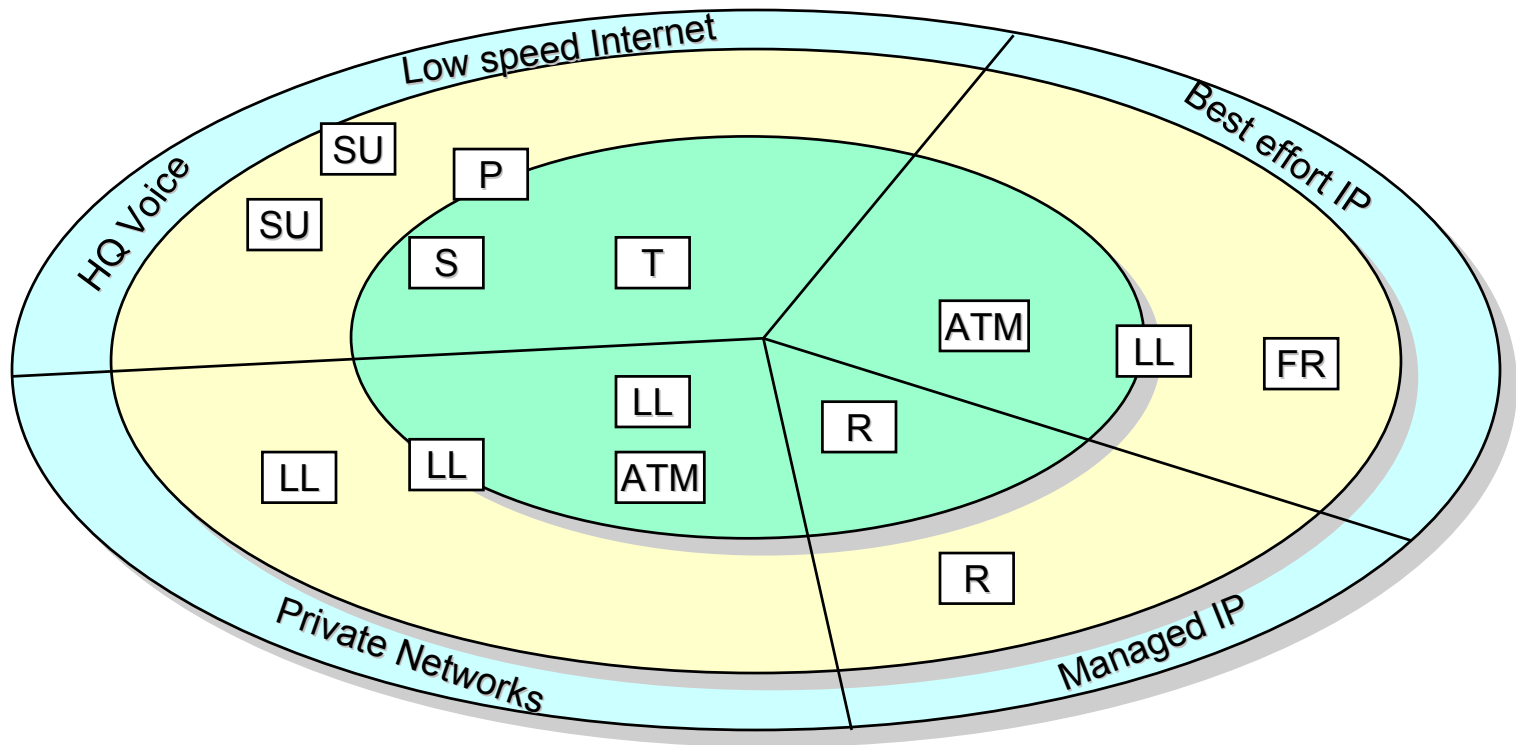 Low speed Internet
Best effort IP
HQ Voice
SU
P
SU
S
T
ATM
LL
FR
LL
R
LL
LL
ATM
R
Private Networks
Managed IP